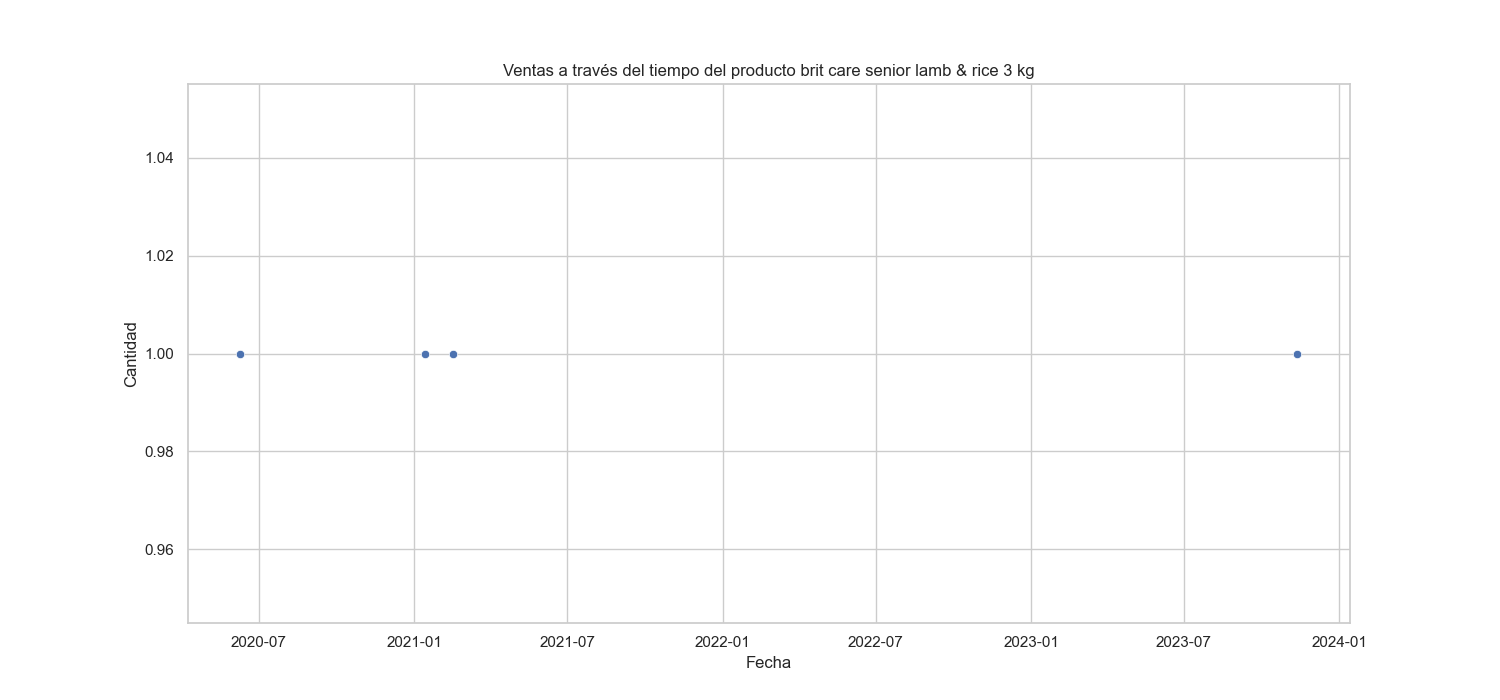 Ventas a través del tiempo del producto brit care senior lamb & rice 3 kg
1.04
1.02
1.00
0.98
0.96
Cantidad
2020-07 2021-01 2021-07 2022-01 2022-07 2023-01 2023-07 2024-01
Fecha